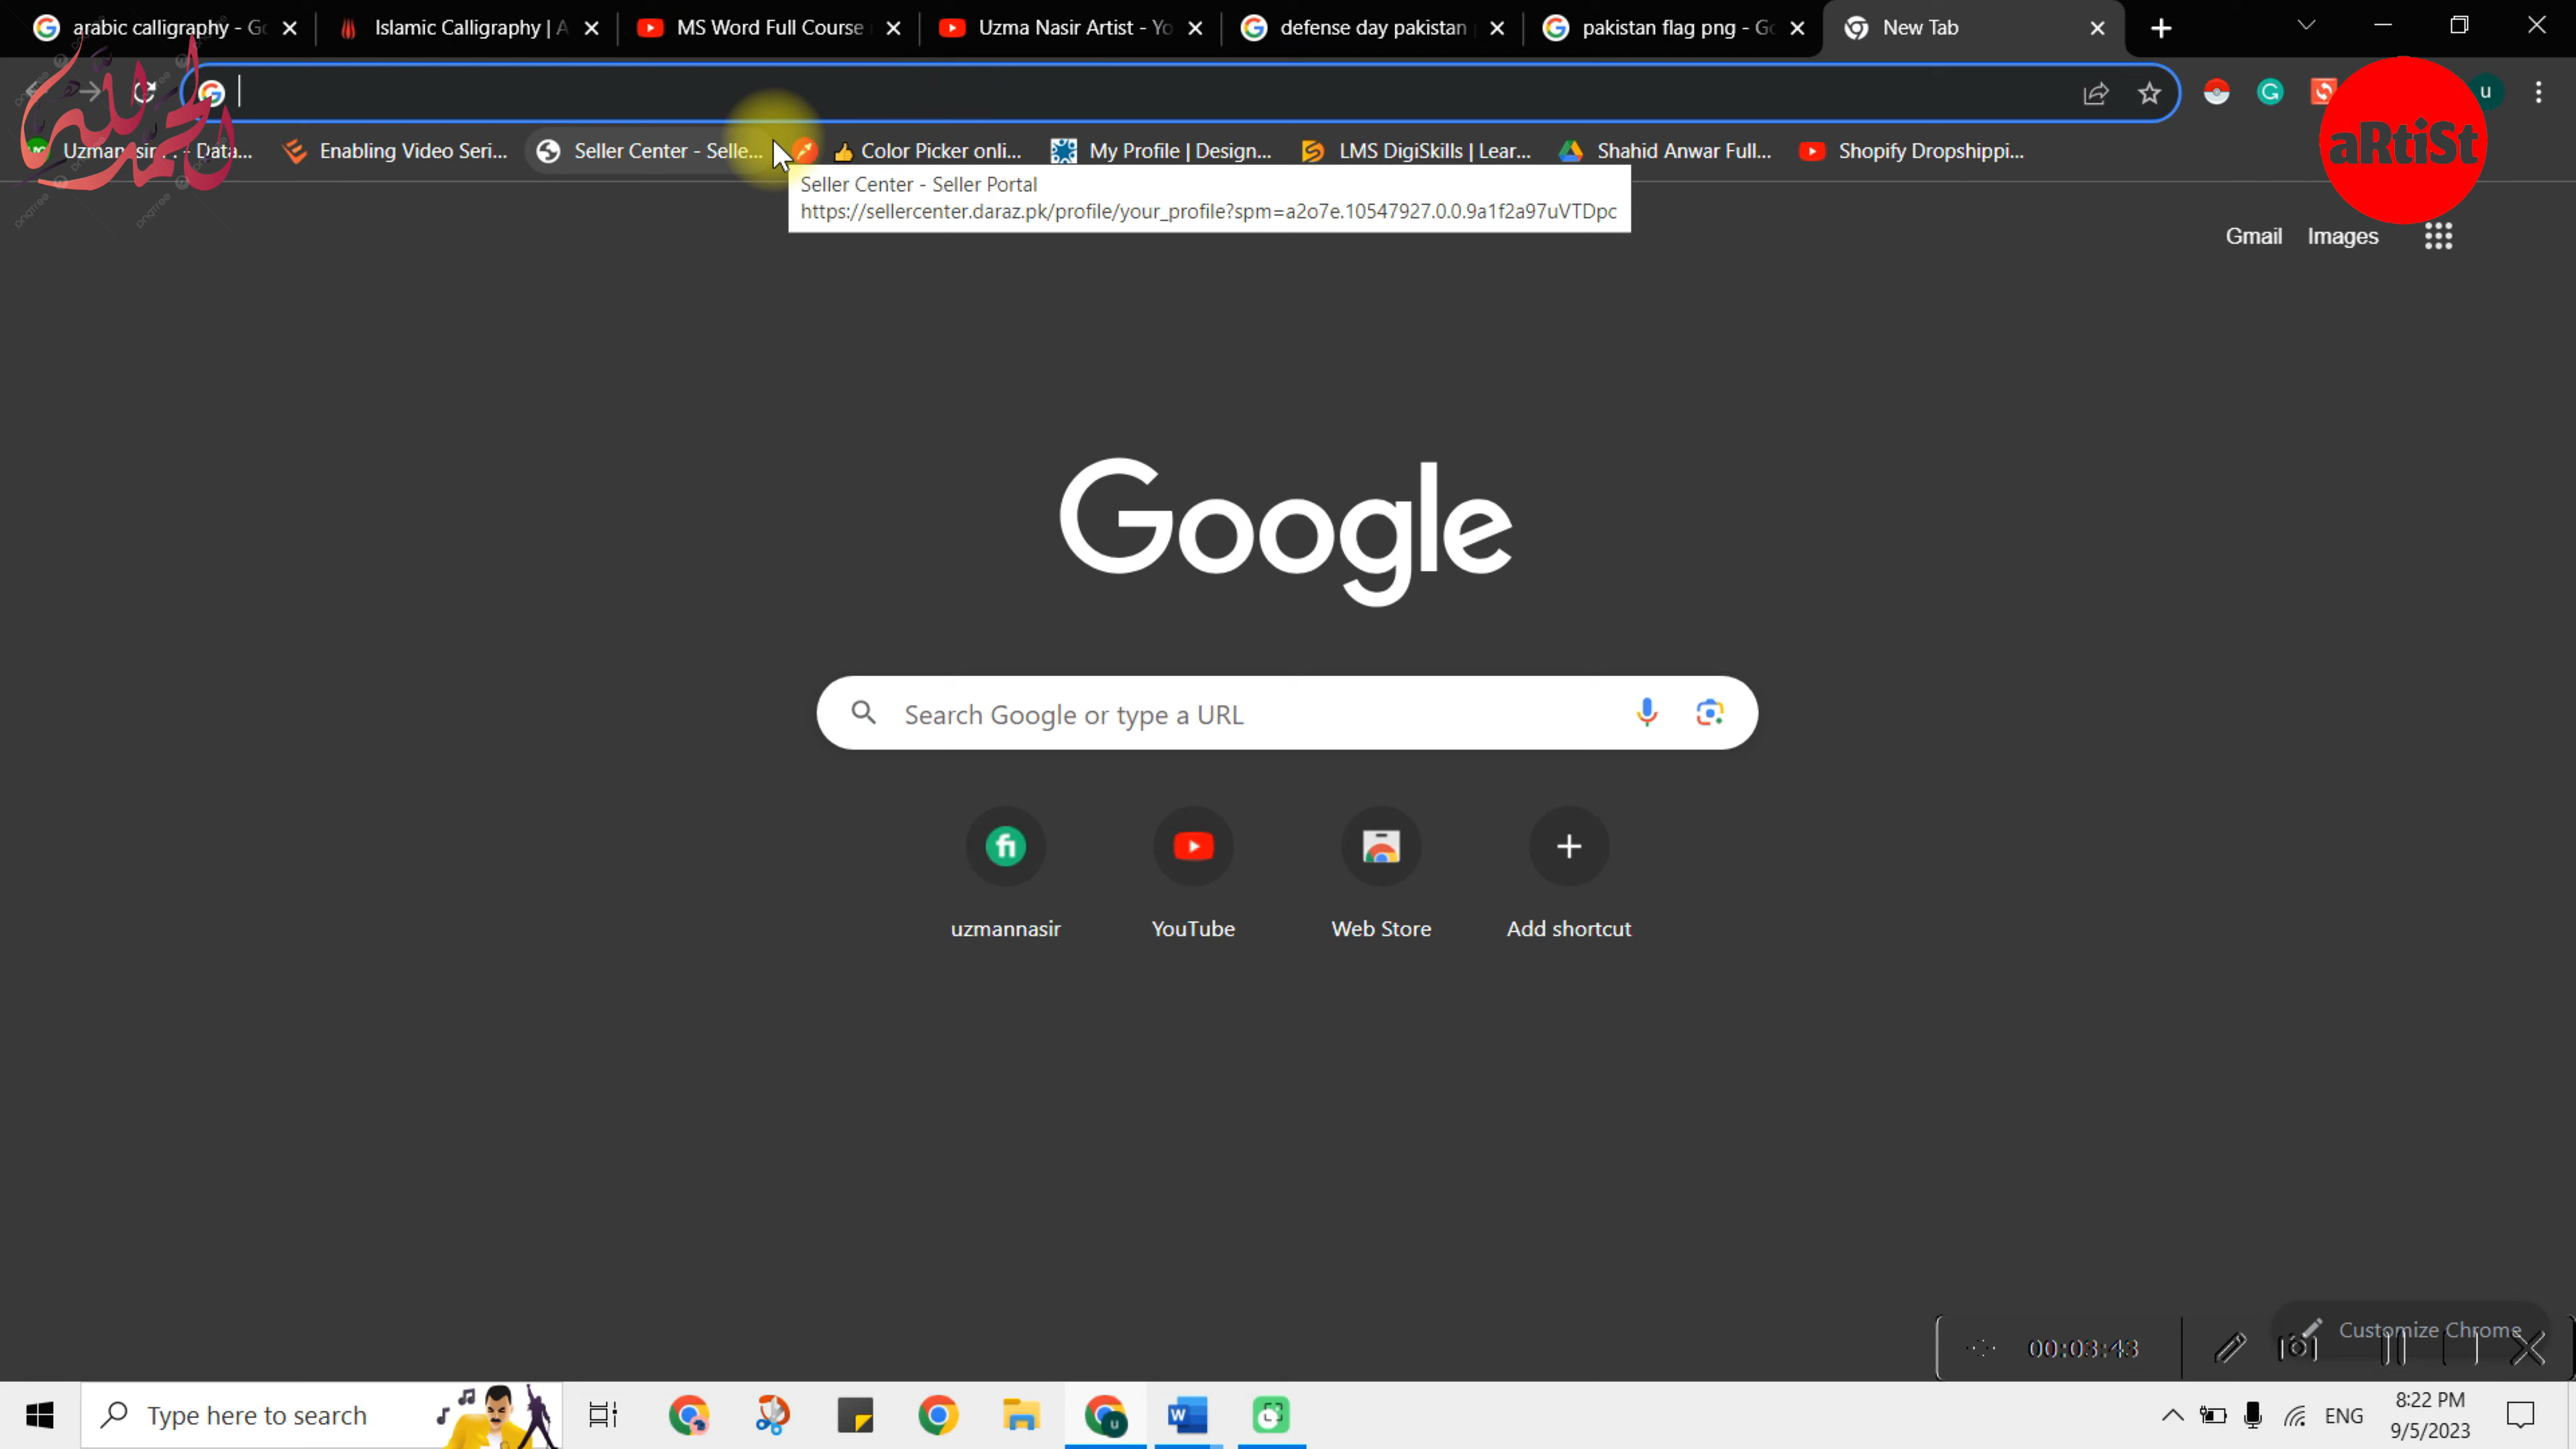 arabic calligraphy - Go
Islamic Calligraphy | A
MS Word Full Course
Uzma Nasir Artist - Yo
defense day pakistan
pakistan flag png - Go
New Tab
الحمد لله
aRtiSt
u
Enabling Video Seri...
Seller Center - Selle...
Color Picker onli...
My Profile | Design...
LMS DigiSkills | Lear...
Shahid Anwar Full...
Shopify Dropshippi...
Seller Center - Seller Portal
https://sellercenter.daraz.pk/profile/your_profile?spm=a2o7e.10547927.0.0.9a1f2a97uVTDpc
Gmail Images
Google
Search Google or type a URL
uzmannasir
YouTube
Web Store
Add shortcut
Customize Chrome
00:03:43
Type here to search
ENG
8:22 PM
9/5/2023